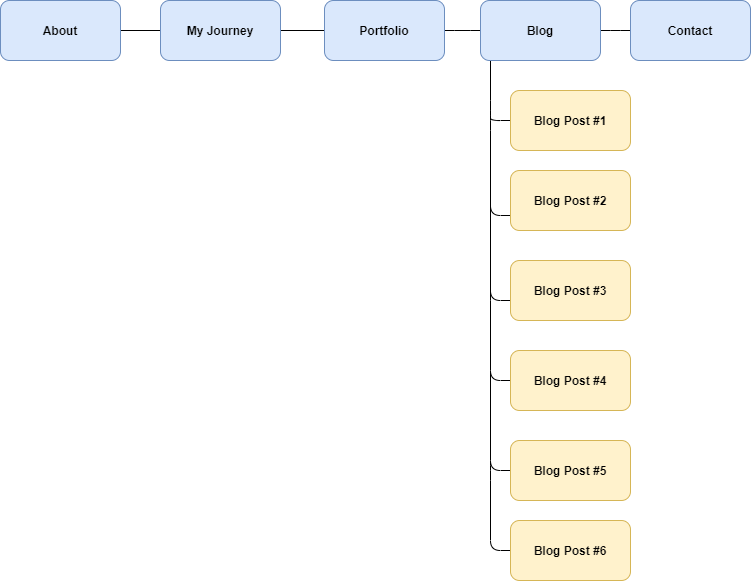 About
My Journey
Portfolio
Blog
Contact
Blog Post #1
Blog Post #2
Blog Post #3
Blog Post #4
Blog Post #5
Blog Post #6